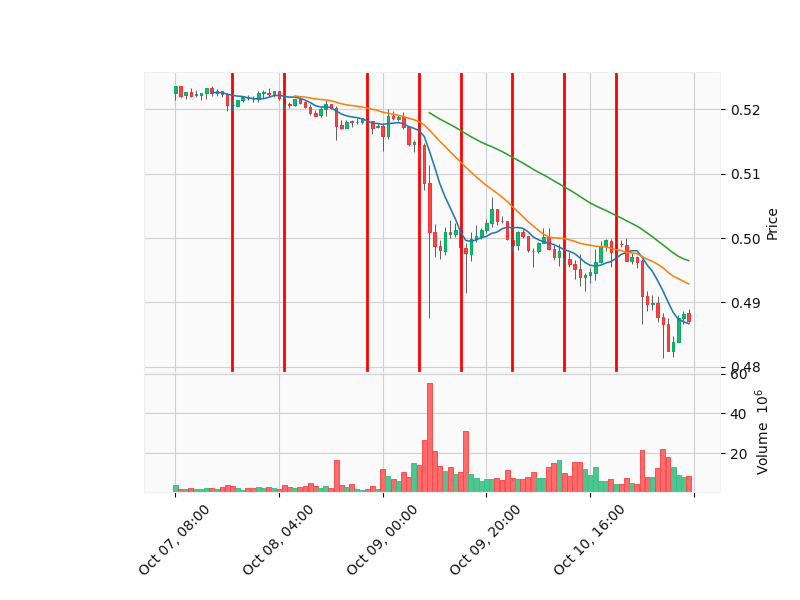 0.52
0.51
0.50
0.49
0.48
Price
60
40
20
Volume 10^6
Oct 07, 08:00
Oct 08, 04:00
Oct 09, 00:00
Oct 09, 20:00
Oct 10, 16:00